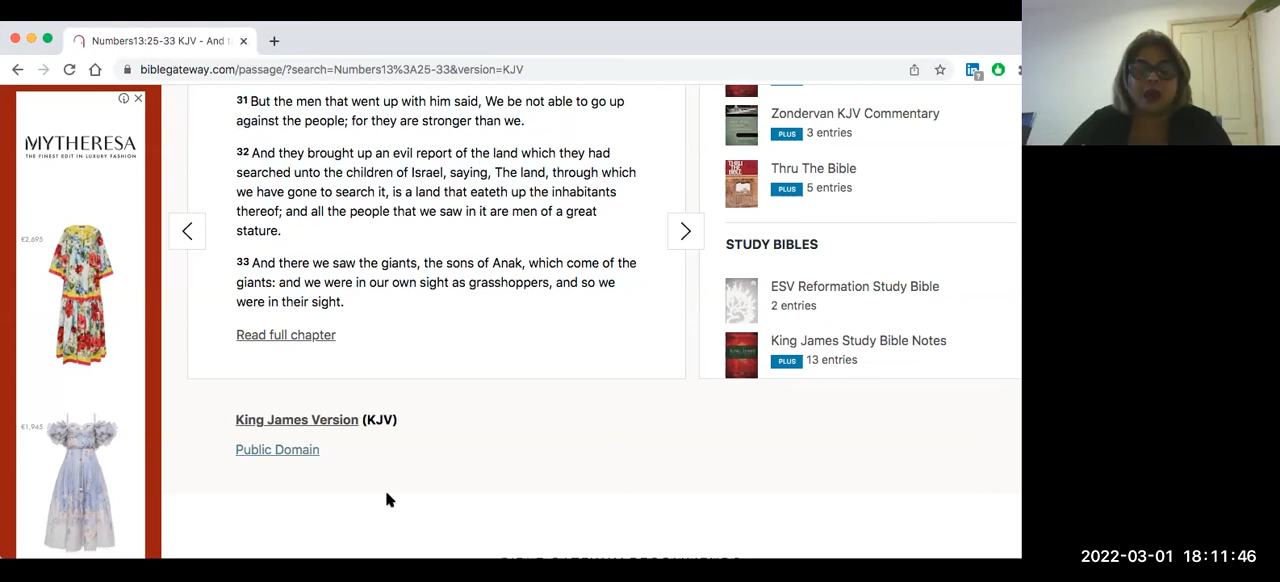 Numbers13:25-33 KJV - And t
biblegateway.com/passage/?search=Numbers13%3A25-33&version=KJV
MYTHERESA
THE FINEST EDIT IN LUXURY FASHION
€2,695
€1,945
31 But the men that went up with him said, We be not able to go up
against the people; for they are stronger than we.
32 And they brought up an evil report of the land which they had
searched unto the children of Israel, saying, The land, through which
we have gone to search it, is a land that eateth up the inhabitants
thereof; and all the people that we saw in it are men of a great
stature.
33 And there we saw the giants, the sons of Anak, which come of the
giants: and we were in our own sight as grasshoppers, and so we
were in their sight.
Read full chapter
King James Version (KJV)
Public Domain
Zondervan KJV Commentary
PLUS 3 entries
THRU THE BIBLE
Thru The Bible
PLUS 5 entries
STUDY BIBLES
ESV Reformation Study Bible
2 entries
King James Study Bible Notes
PLUS 13 entries
2022-03-01 18:11:46